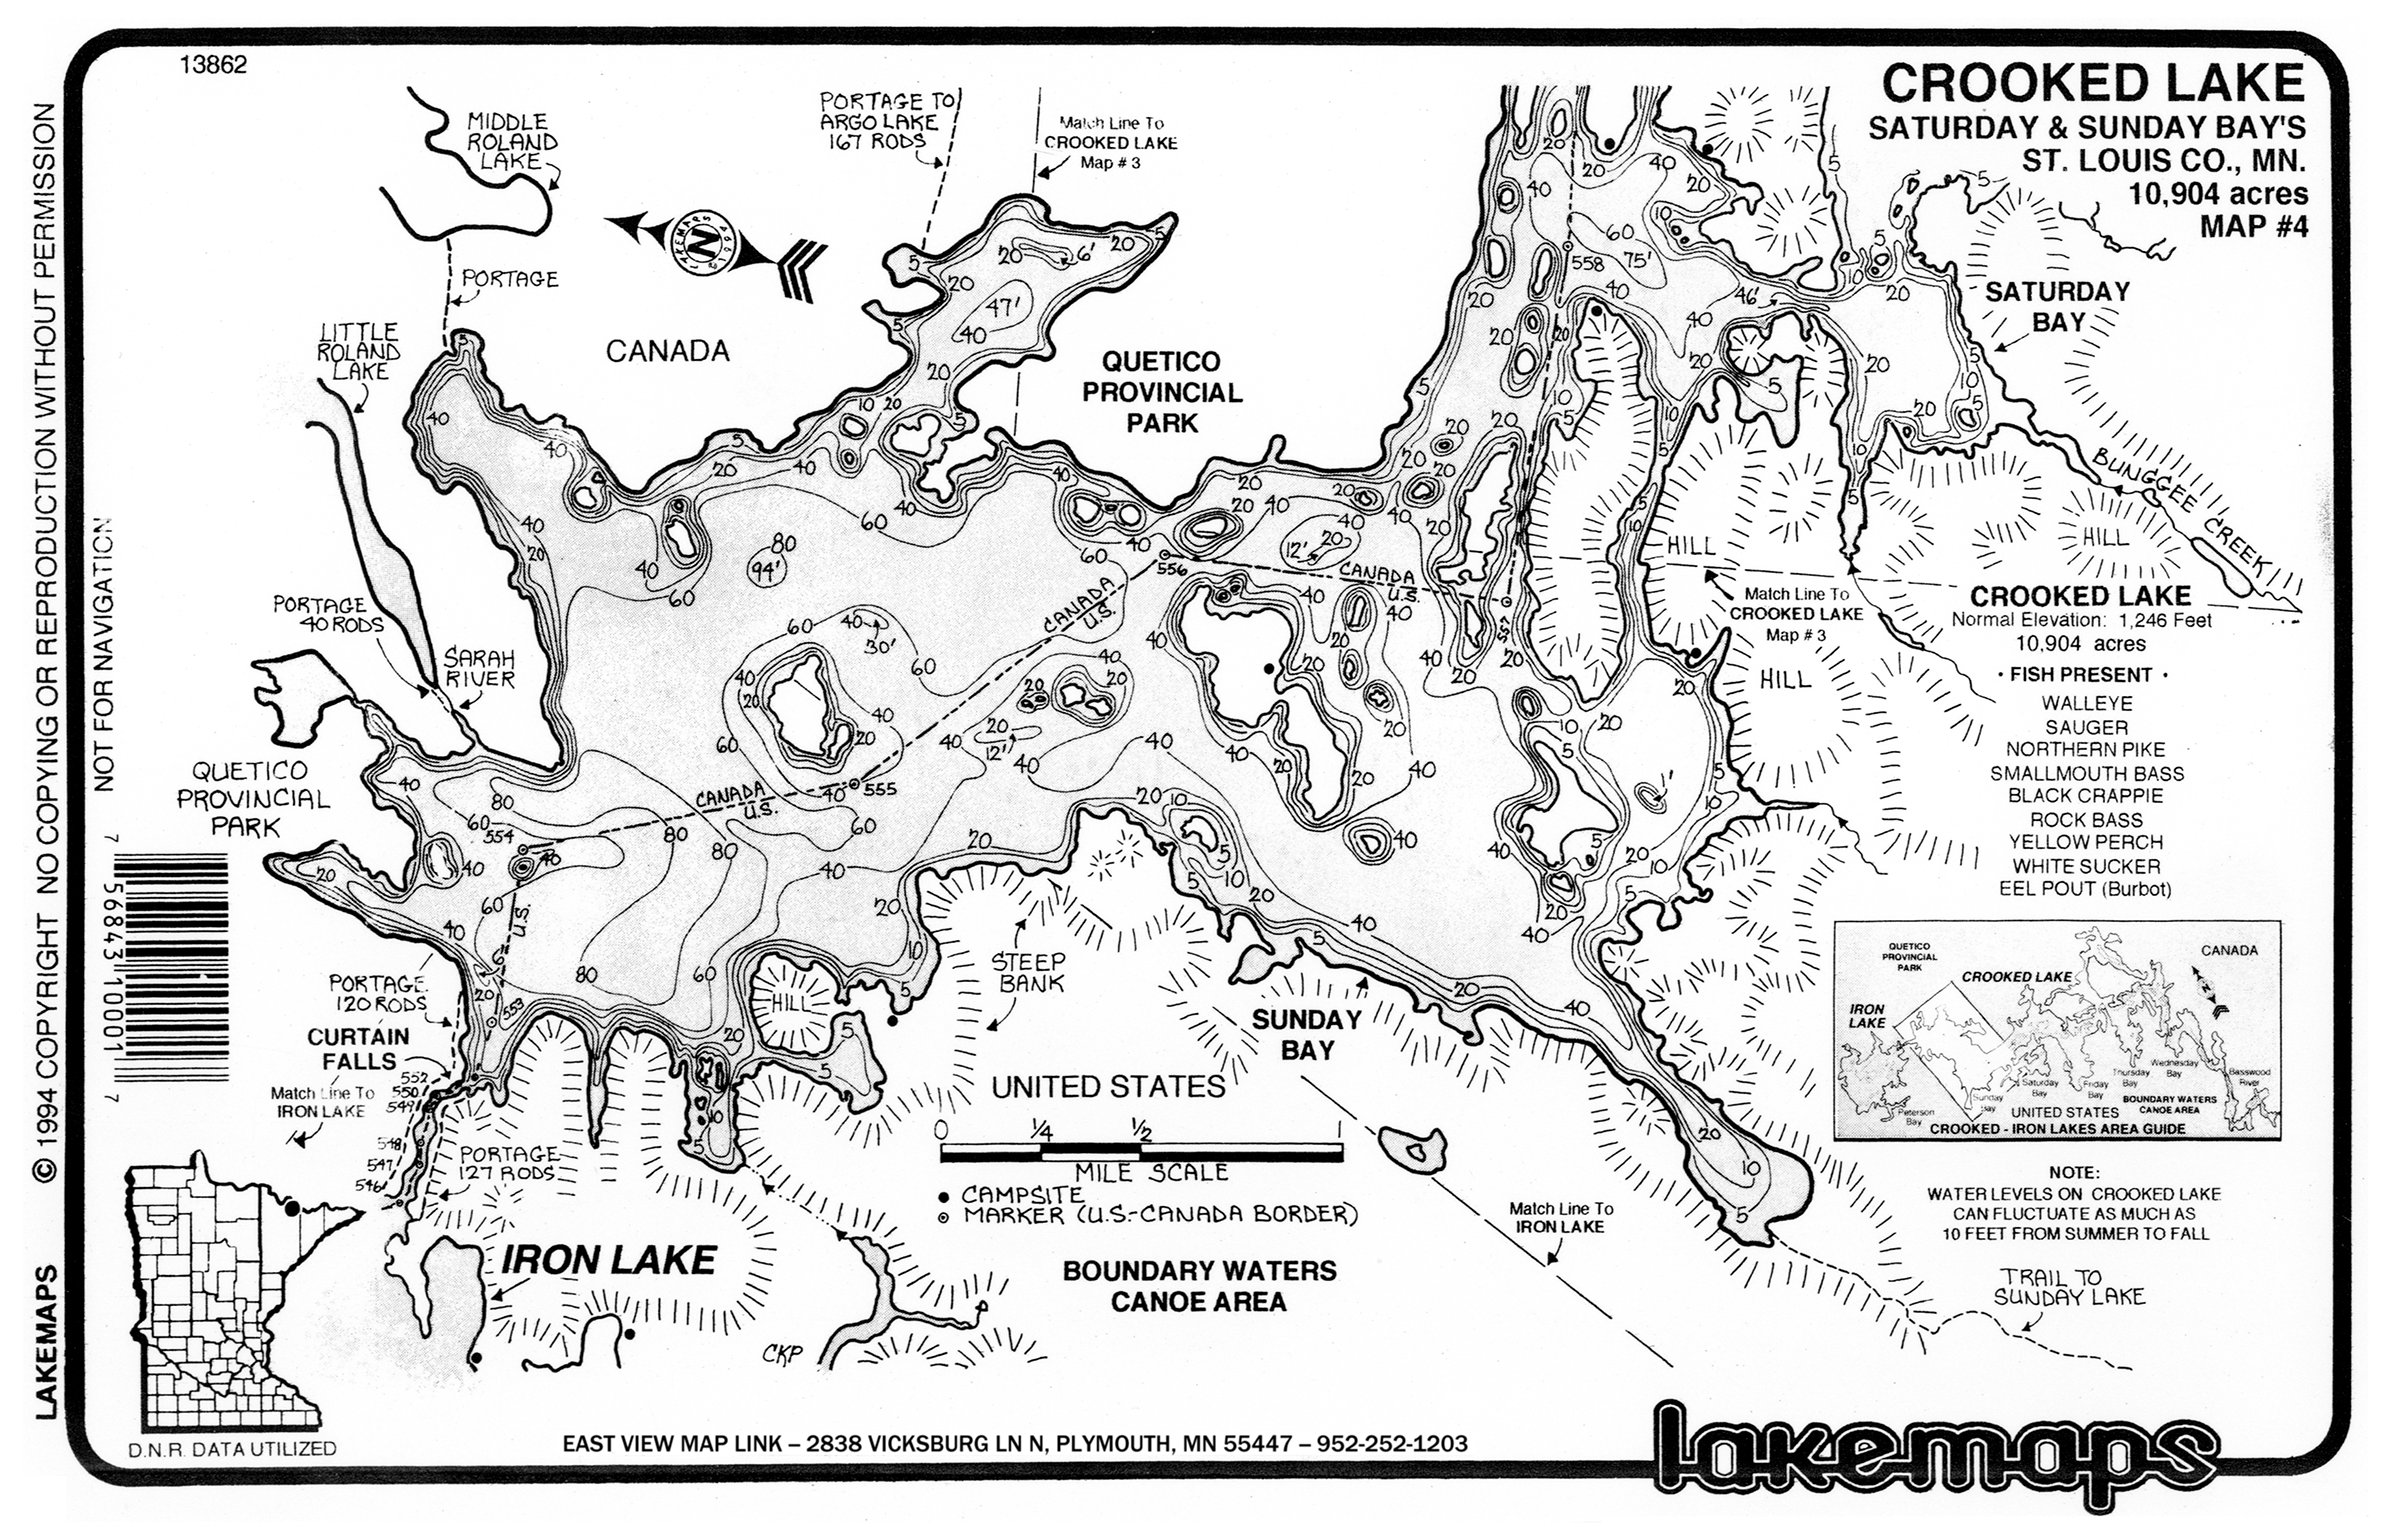 13862
CROOKED LAKE
SATURDAY & SUNDAY BAY'S
ST. LOUIS CO., MN.
10,904 acres
MAP #4
MIDDLE
ROLAND
LAKE
PORTAGE TO
ARGO LAKE
167 RODS
Match Line To
CROOKED LAKE
Map # 3
LAKEMAPS
N
1994
PORTAGE
LITTLE
ROLAND
LAKE
CANADA
QUETICO
PROVINCIAL
PARK
SATURDAY
BAY
BUNGGEE CREEK
HILL
HILL
HILL
Match Line To
CROOKED LAKE
Map # 3
CROOKED LAKE
Normal Elevation: 1,246 Feet
10,904 acres
• FISH PRESENT •
WALLEYE
SAUGER
NORTHERN PIKE
SMALLMOUTH BASS
BLACK CRAPPIE
ROCK BASS
YELLOW PERCH
WHITE SUCKER
EEL POUT (Burbot)
PORTAGE
40 RODS
SARAH
RIVER
QUETICO
PROVINCIAL
PARK
CANADA
U.S.
CANADA
U.S.
CANADA
U.S.
U.S.
558
557
556
555
554
553
552
550
549
548
547
546
94'
47'
75'
46'
30'
12'
12'
6'
6'
1'
PORTAGE
120 RODS
CURTAIN
FALLS
Match Line To
IRON LAKE
PORTAGE
127 RODS
HILL
STEEP
BANK
SUNDAY
BAY
UNITED STATES
0 1/4 1/2 1
MILE SCALE
CAMPSITE
MARKER (U.S.-CANADA BORDER)
IRON LAKE
BOUNDARY WATERS
CANOE AREA
CKP
Match Line To
IRON LAKE
QUETICO
PROVINCIAL
PARK
CANADA
CROOKED LAKE
IRON
LAKE
Wednesday
Bay
Thursday
Bay
Friday
Bay
Saturday
Bay
Sunday
Bay
Basswood
River
Peterson
Bay
BOUNDARY WATERS
CANOE AREA
UNITED STATES
CROOKED - IRON LAKES AREA GUIDE
NOTE:
WATER LEVELS ON CROOKED LAKE
CAN FLUCTUATE AS MUCH AS
10 FEET FROM SUMMER TO FALL
TRAIL TO
SUNDAY LAKE
D.N.R. DATA UTILIZED
EAST VIEW MAP LINK – 2838 VICKSBURG LN N, PLYMOUTH, MN 55447 – 952-252-1203
lakemaps
LAKEMAPS © 1994 COPYRIGHT NO COPYING OR REPRODUCTION WITHOUT PERMISSION
NOT FOR NAVIGATION
7 56843 10001 7